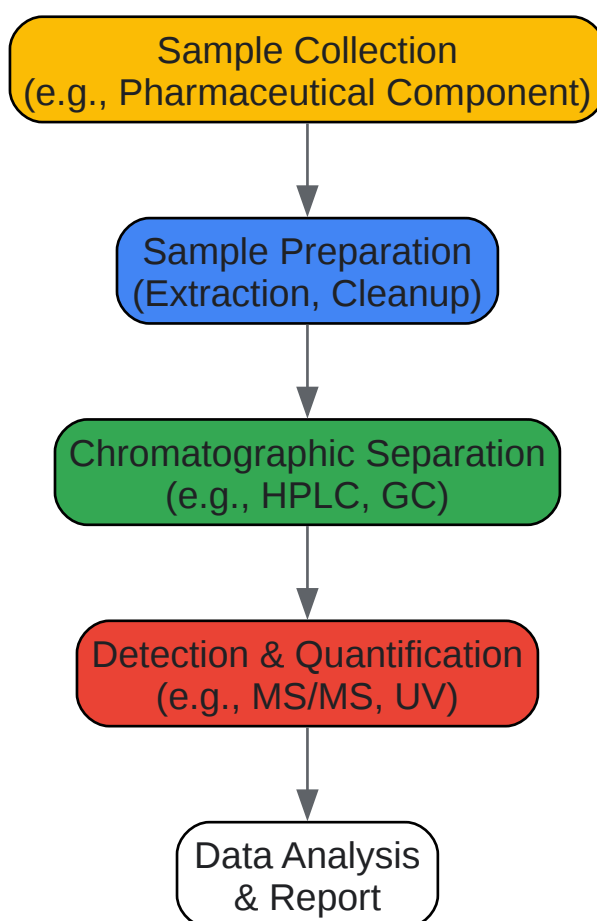 Sample Collection
(e.g., Pharmaceutical Component)
Sample Preparation
(Extraction, Cleanup)
Chromatographic Separation
(e.g., HPLC, GC)
Detection & Quantification
(e.g., MS/MS, UV)
Data Analysis
& Report